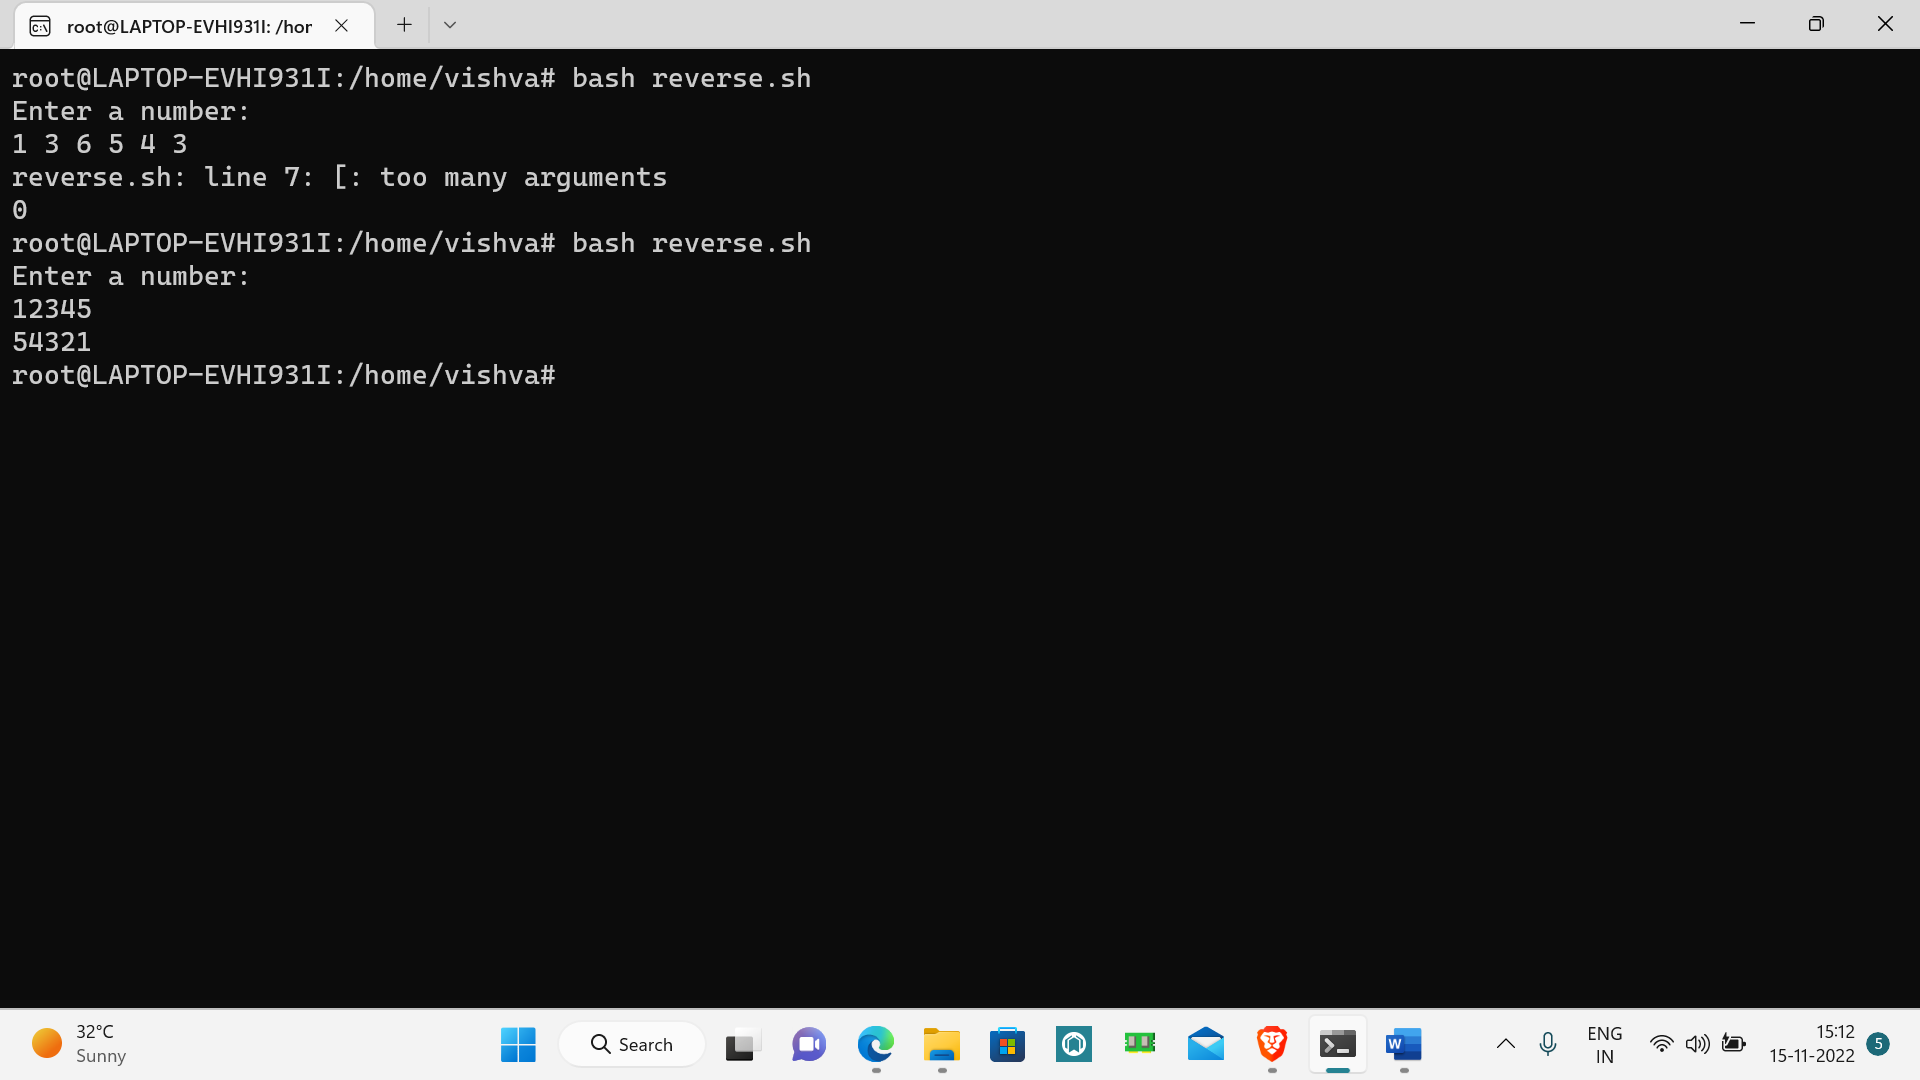 root@LAPTOP-EVHI931I: /hor
root@LAPTOP-EVHI931I:/home/vishva# bash reverse.sh
Enter a number:
1 3 6 5 4 3
reverse.sh: line 7: [: too many arguments
0
root@LAPTOP-EVHI931I:/home/vishva# bash reverse.sh
Enter a number:
12345
54321
root@LAPTOP-EVHI931I:/home/vishva#
32°C
Sunny
Search
W
ENG
IN
15:12
15-11-2022
5